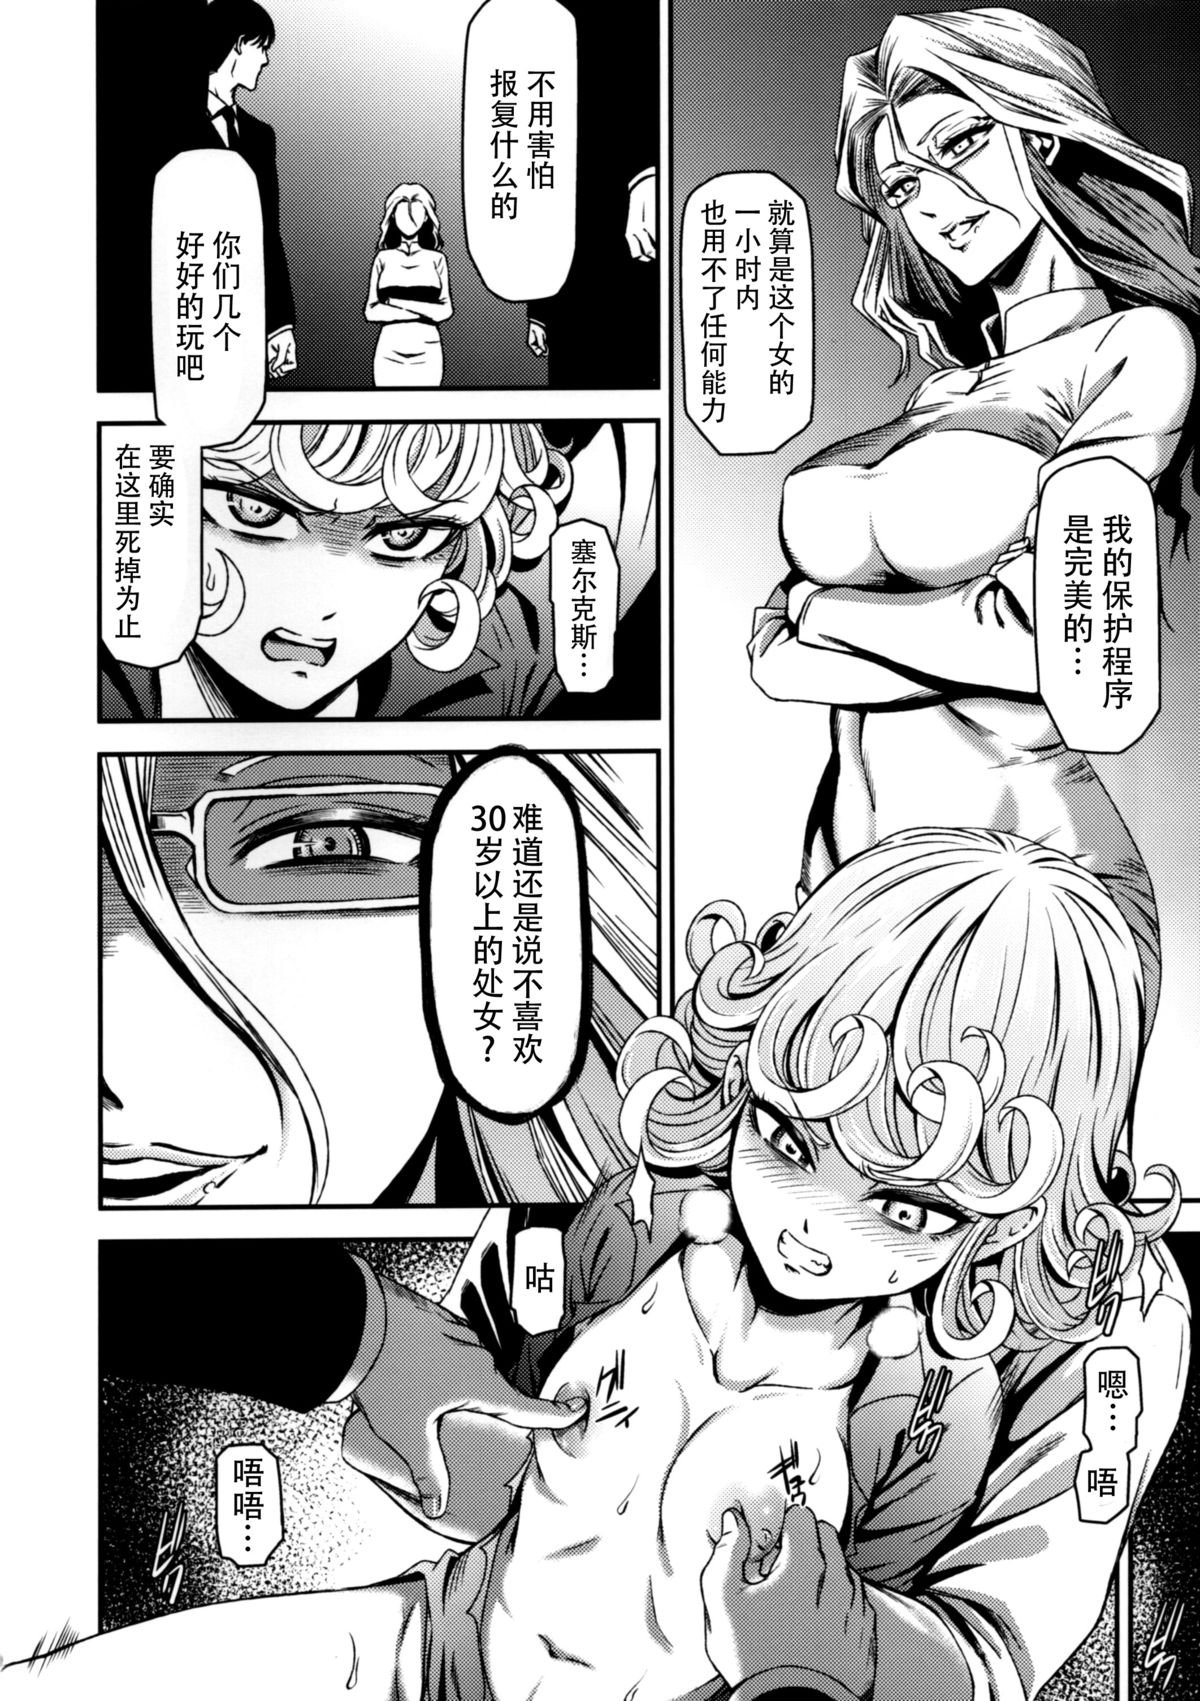 我的保护程序
是完美的…
就算是这个女的
一小时内
也用不了任何能力
不用害怕
报复什么的
你们几个
好好的玩吧
要确实
在这里死掉为止
塞尔克斯…
难道还是说不喜欢
30岁以上的处女?
咕
嗯…
唔
唔
唔…